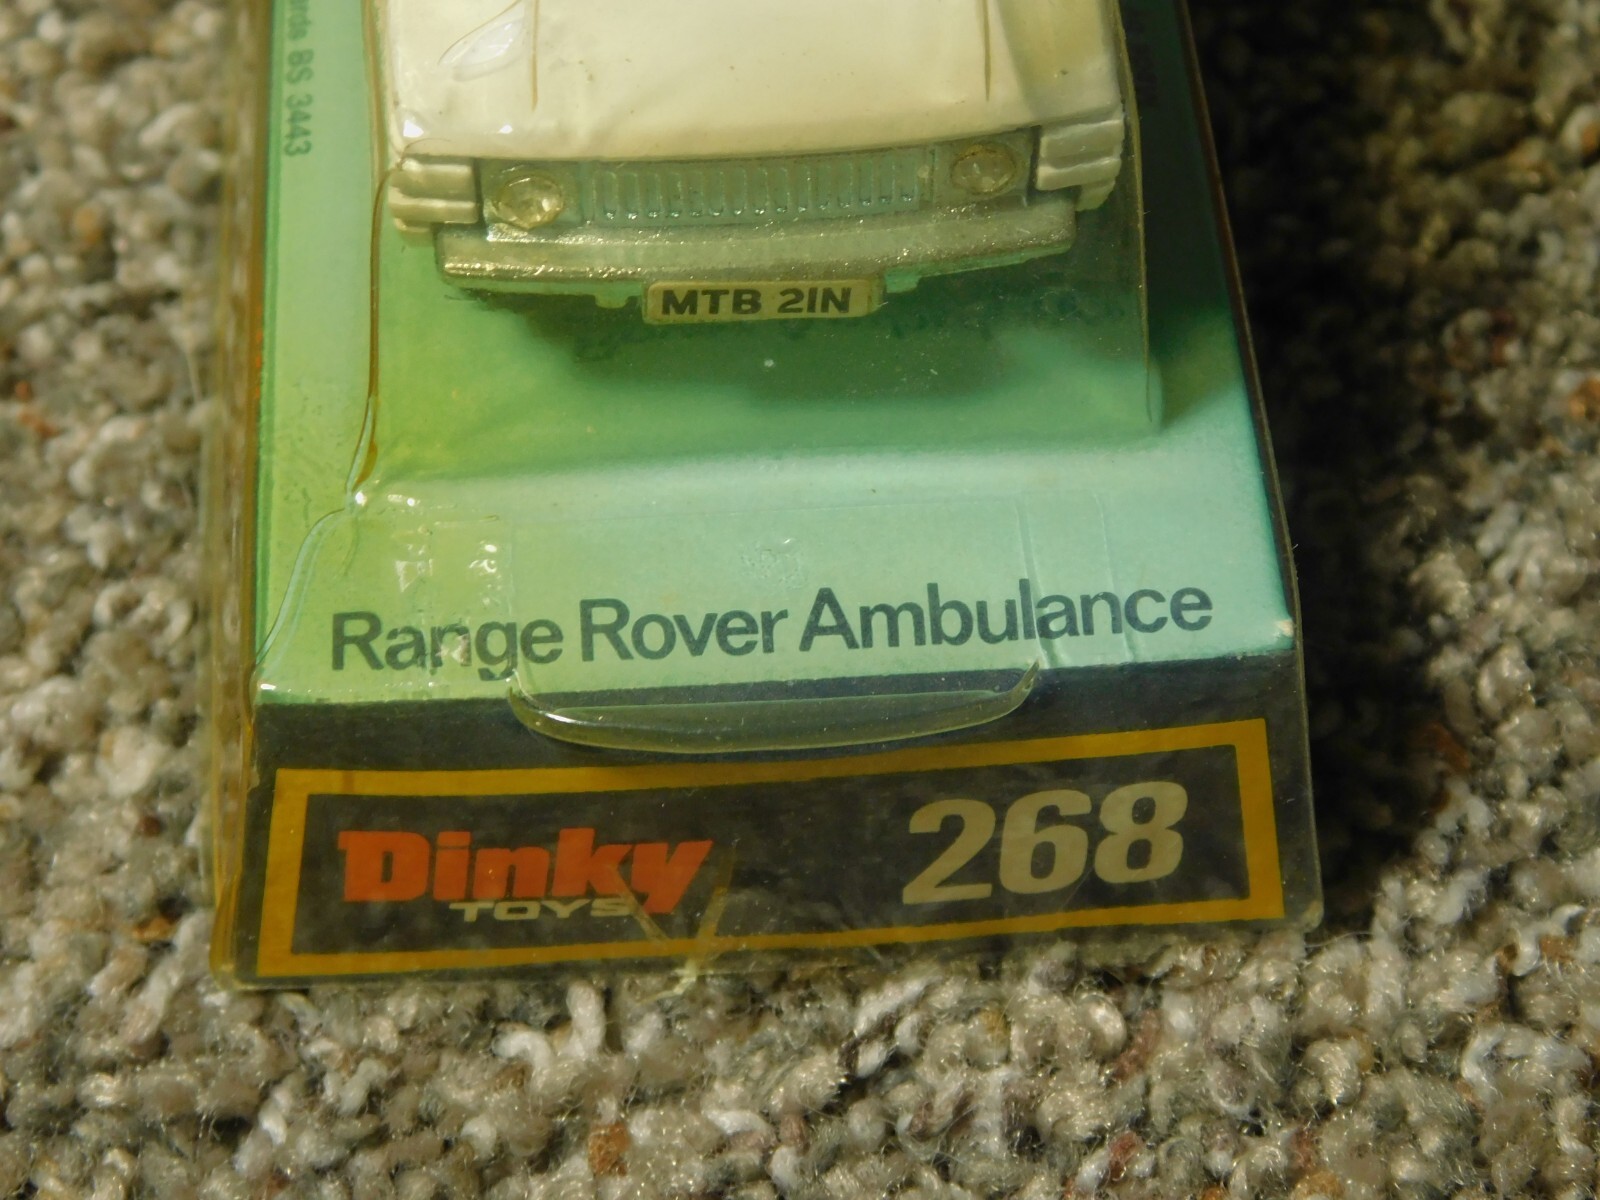 BS 3443
MTB 21N
Range Rover Ambulance
Dinky
TOYS
268